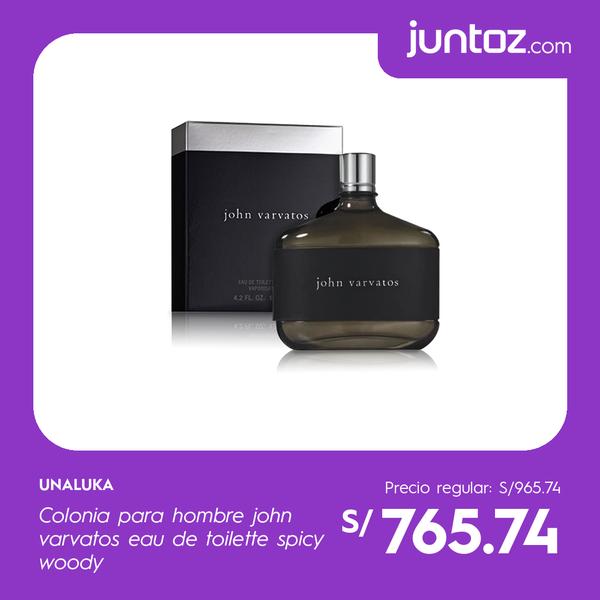 juntoz.com
john varvatos
EAU DE TOILETTE
4.2 FL. OZ.
john varvatos
UNALUKA
Colonia para hombre john
varvatos eau de toilette spicy
woody
Precio regular: S/965.74
S/ 765.74